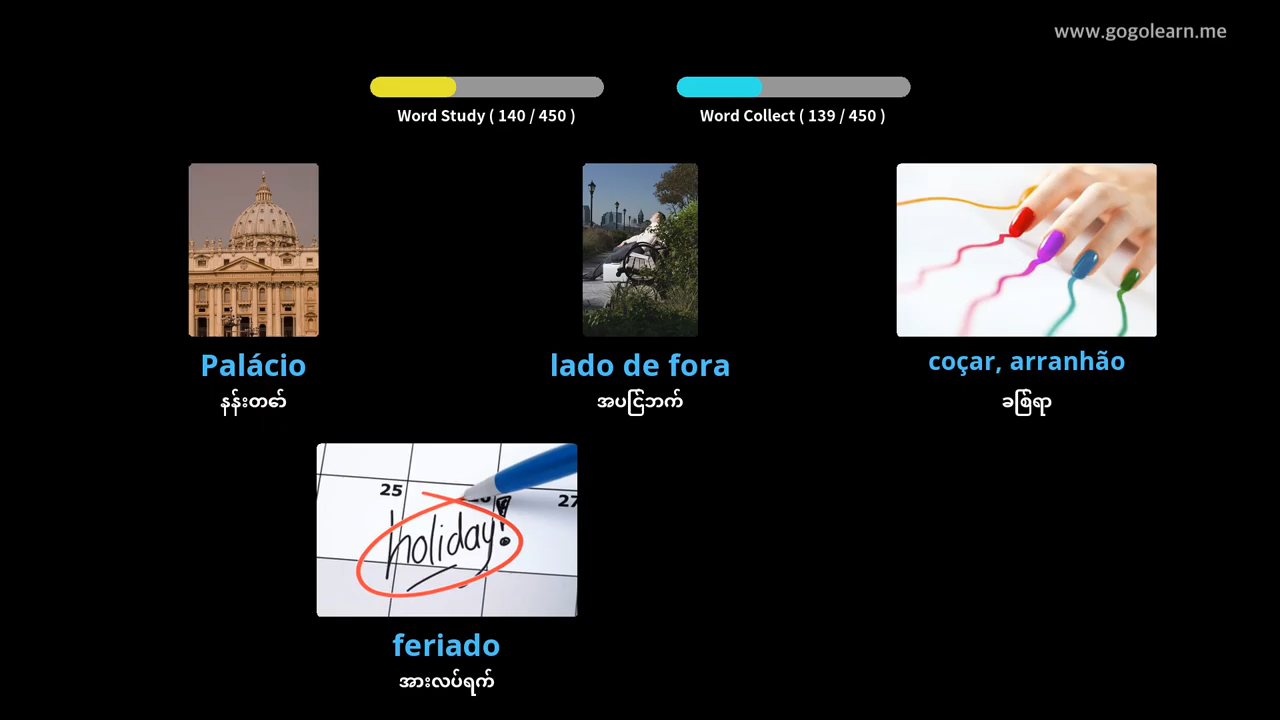 www.gogolearn.me
Word Study ( 140 / 450 )
Word Collect ( 139 / 450 )
Palácio
နန်းတော်
lado de fora
အပြင်ဘက်
coçar, arranhão
ခြစ်ရာ
25
27
holiday!
feriado
အားလပ်ရက်